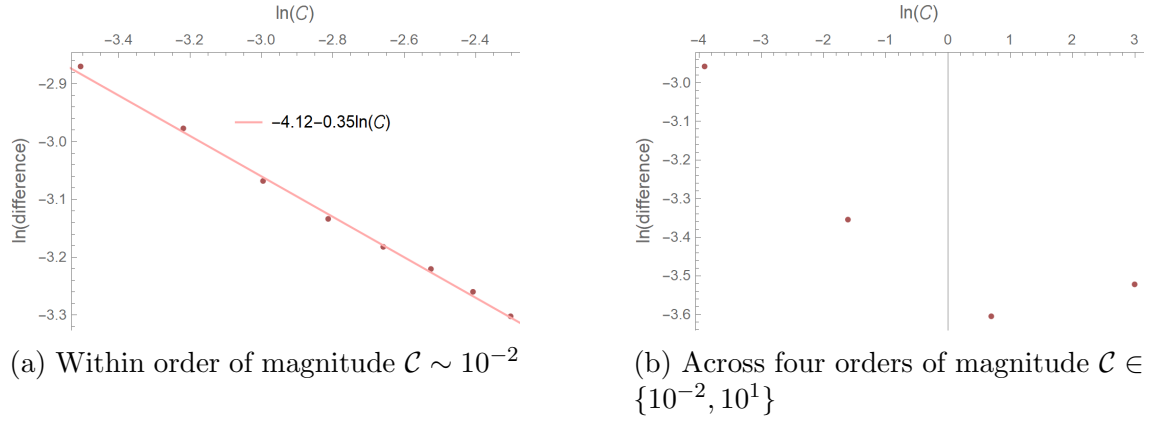 ln(C)
−3.4 −3.2 −3.0 −2.8 −2.6 −2.4
−2.9
−3.0
−3.1
−3.2
−3.3
ln(difference)
−4.12−0.35ln(C)
(a) Within order of magnitude C ∼ 10⁻²
ln(C)
−4 −3 −2 −1 0 1 2 3
−3.0
−3.1
−3.2
−3.3
−3.4
−3.5
−3.6
ln(difference)
(b) Across four orders of magnitude C ∈
{10⁻², 10¹}